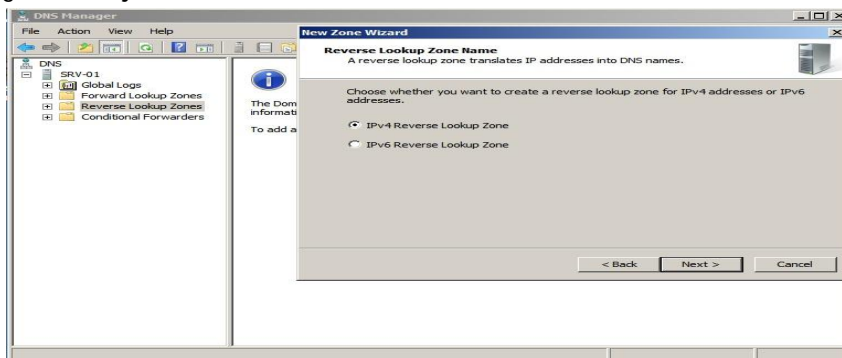 DNS Manager
File Action View Help
DNS
SRV-01
Global Logs
Forward Lookup Zones
Reverse Lookup Zones
Conditional Forwarders
The Dom
informati
To add a
New Zone Wizard
Reverse Lookup Zone Name
A reverse lookup zone translates IP addresses into DNS names.
Choose whether you want to create a reverse lookup zone for IPv4 addresses or IPv6
addresses.
IPv4 Reverse Lookup Zone
IPv6 Reverse Lookup Zone
< Back Next > Cancel